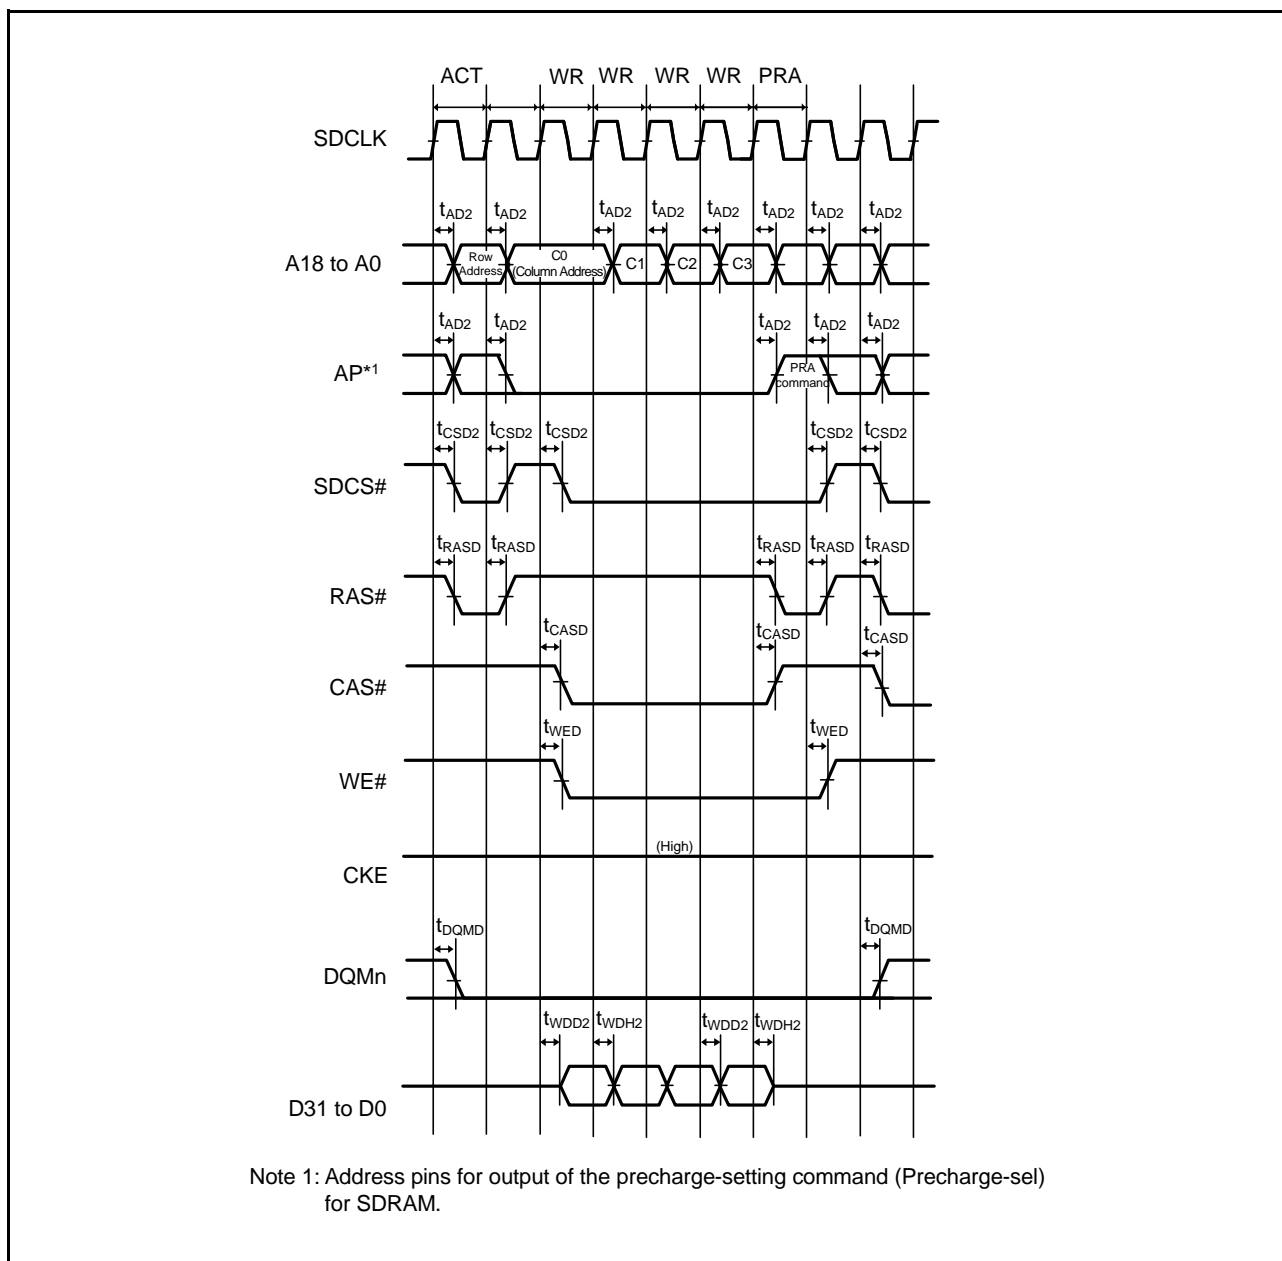 ACT WR WR WR WR PRA
SDCLK
tAD2 tAD2 tAD2 tAD2 tAD2 tAD2 tAD2 tAD2
A18 to A0
Row
Address
C0
(Column Address)
C1 C2 C3
tAD2 tAD2 tAD2 tAD2 tAD2
AP*1
PRA
command
tCSD2 tCSD2 tCSD2 tCSD2 tCSD2
SDCS#
tRASD tRASD tRASD tRASD tRASD
RAS#
tCASD tCASD tCASD
CAS#
tWED tWED
WE#
(High)
CKE
tDQMD tDQMD
DQMn
tWDD2 tWDH2 tWDD2 tWDH2
D31 to D0
Note 1: Address pins for output of the precharge-setting command (Precharge-sel)
for SDRAM.